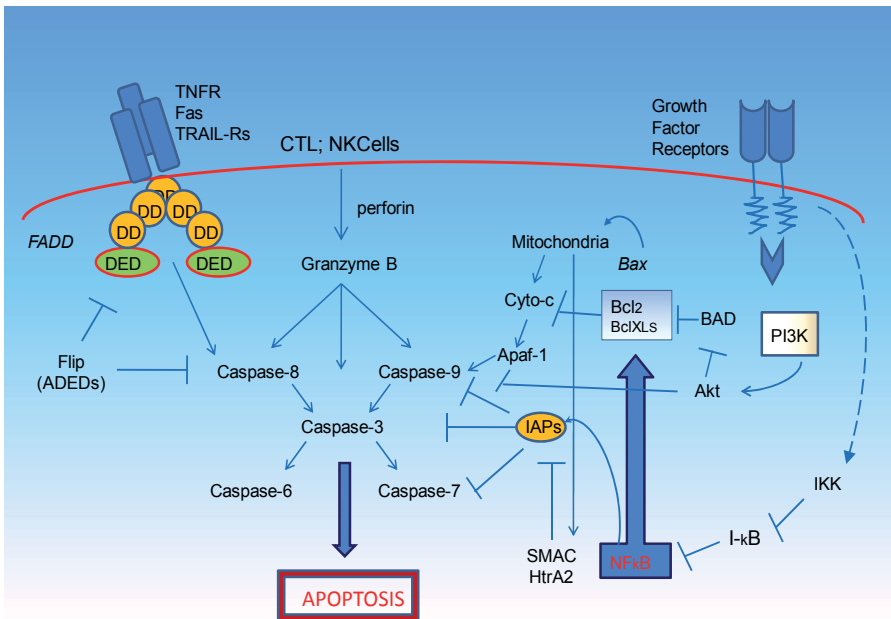 TNFR
Fas
TRAIL-Rs
CTL; NKCells
Growth
Factor
Receptors
DD
DD
DD
DD
DD
FADD
DED
DED
perforin
Mitochondria
Bax
Granzyme B
Cyto-c
Bcl2
BclXLS
BAD
PI3K
Flip
(ADEDs)
Caspase-8
Caspase-9
Apaf-1
Akt
Caspase-3
IAPs
Caspase-6
Caspase-7
IKK
I-κB
SMAC
HtrA2
NFκB
APOPTOSIS